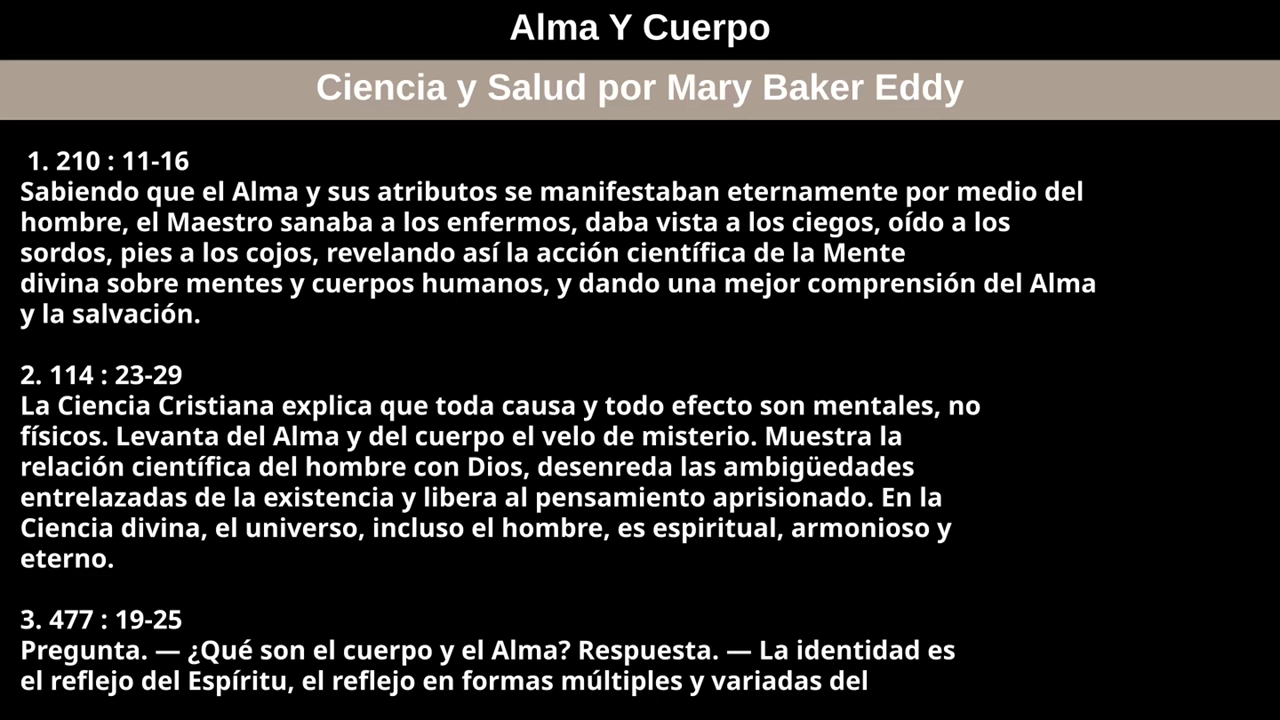 Alma Y Cuerpo
Ciencia y Salud por Mary Baker Eddy
1. 210 : 11-16
Sabiendo que el Alma y sus atributos se manifestaban eternamente por medio del
hombre, el Maestro sanaba a los enfermos, daba vista a los ciegos, oído a los
sordos, pies a los cojos, revelando así la acción científica de la Mente
divina sobre mentes y cuerpos humanos, y dando una mejor comprensión del Alma
y la salvación.
2. 114 : 23-29
La Ciencia Cristiana explica que toda causa y todo efecto son mentales, no
físicos. Levanta del Alma y del cuerpo el velo de misterio. Muestra la
relación científica del hombre con Dios, desenreda las ambigüedades
entrelazadas de la existencia y libera al pensamiento aprisionado. En la
Ciencia divina, el universo, incluso el hombre, es espiritual, armonioso y
eterno.
3. 477 : 19-25
Pregunta. — ¿Qué son el cuerpo y el Alma? Respuesta. — La identidad es
el reflejo del Espíritu, el reflejo en formas múltiples y variadas del